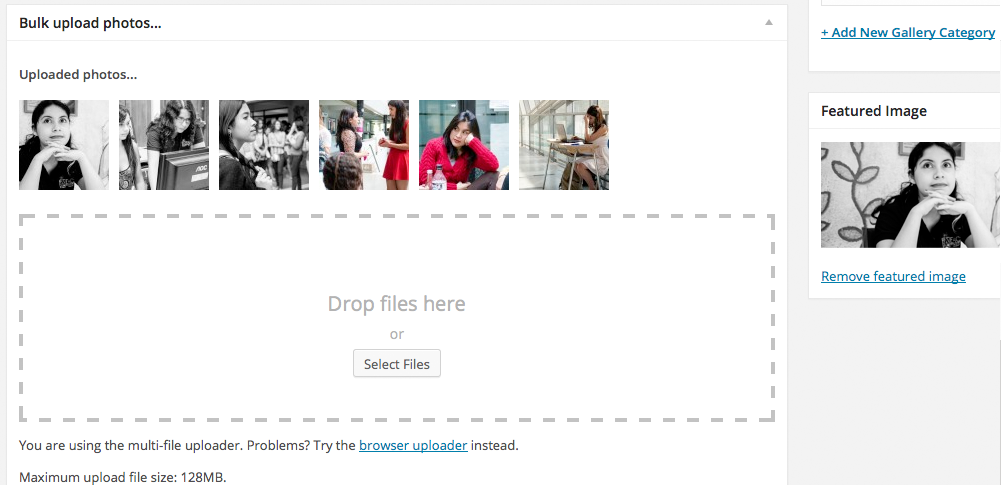 Bulk upload photos...
Uploaded photos...
AOC
Drop files here
or
Select Files
You are using the multi-file uploader. Problems? Try the browser uploader instead.
Maximum upload file size: 128MB.
+ Add New Gallery Category
Featured Image
Remove featured image